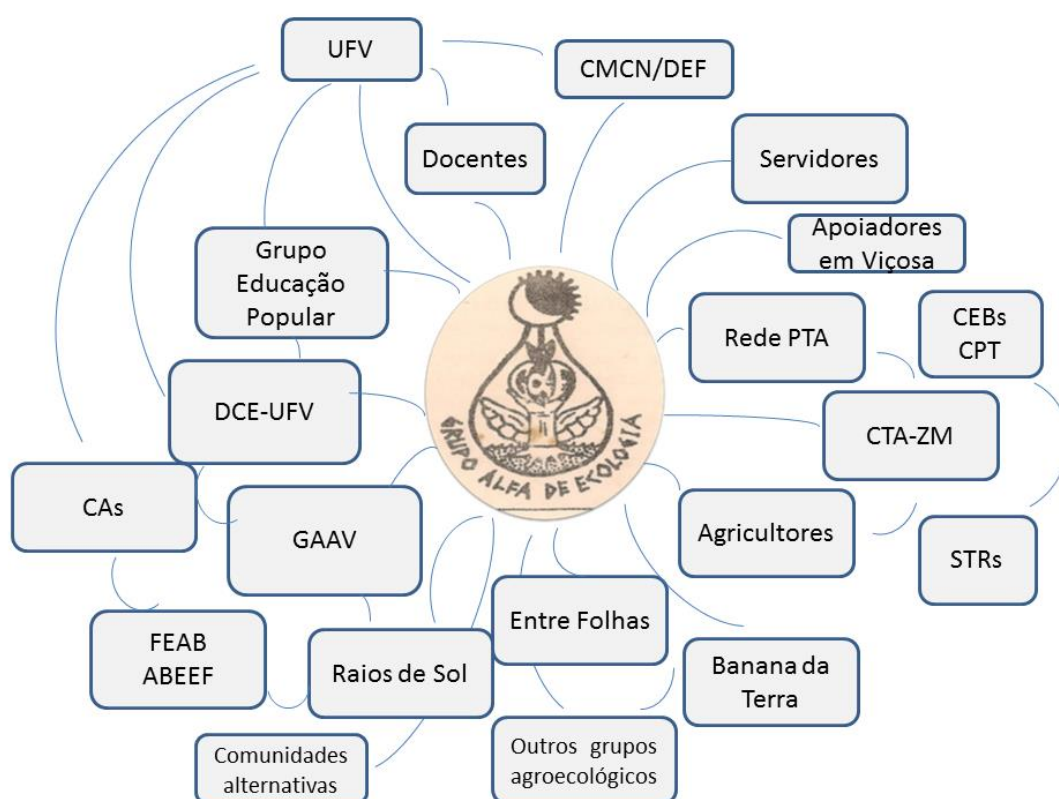 UFV
CMCN/DEF
Docentes
Servidores
Grupo
Educação
Popular
Apoiadores
em Viçosa
Rede PTA
CEBs
CPT
DCE-UFV
CTA-ZM
GRUPO ALFA DE ECOLOGIA
CAs
GAAV
Agricultores
STRs
Entre Folhas
FEAB
ABEEF
Raios de Sol
Banana da
Terra
Comunidades
alternativas
Outros grupos
agroecológicos